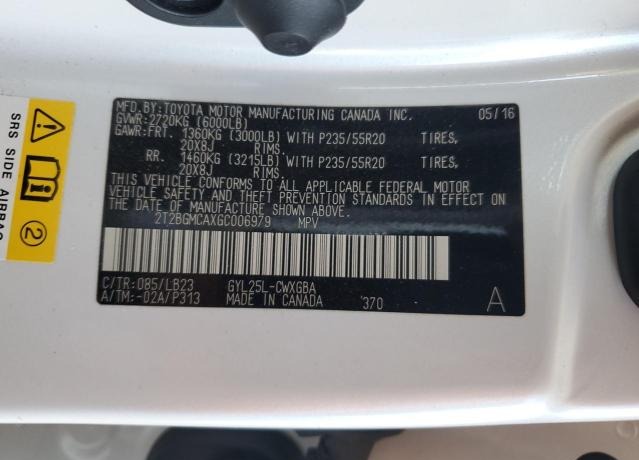 MFD.BY:TOYOTA MOTOR MANUFACTURING CANADA INC. 05/16
GVWR:2720KG (6000LB)
GAWR:FRT. 1360KG (3000LB) WITH P235/55R20 TIRES,
20X8J RIMS.
RR. 1460KG (3215LB) WITH P235/55R20 TIRES,
20X8J RIMS.
THIS VEHICLE CONFORMS TO ALL APPLICABLE FEDERAL MOTOR
VEHICLE SAFETY AND THEFT PREVENTION STANDARDS IN EFFECT ON
THE DATE OF MANUFACTURE SHOWN ABOVE.
2T2BGMCAXGC006979 MPV
C/TR:085/LB23 GYL25L-CWXGBA
A/TM:-02A/P313 MADE IN CANADA '370 A
SRS SIDE AIRBAG
2